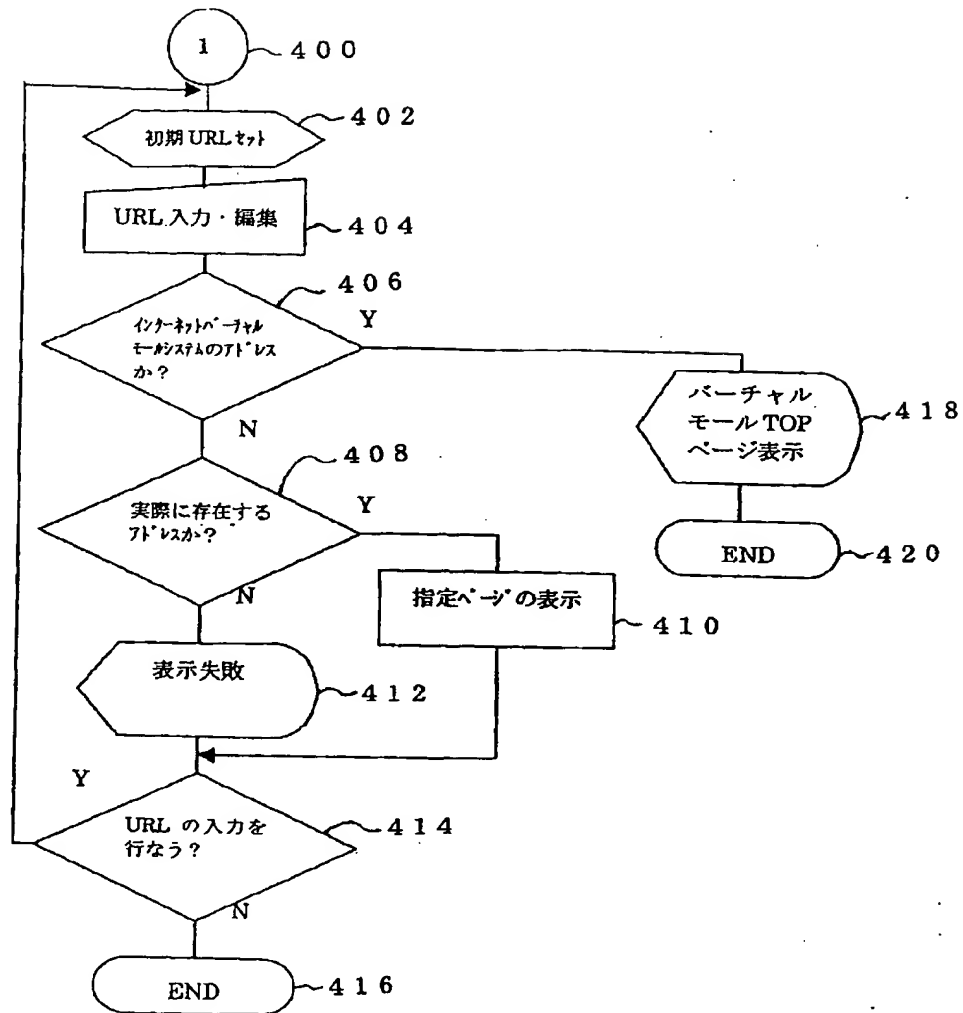 1
400
初期URLセット
402
URL入力・編集
404
406
インターネットバーチャル
モールシステムのアドレス
か?
Y
N
バーチャル
モールTOP
ページ表示
418
END
420
408
実際に存在する
アドレスか?
Y
N
指定ページの表示
410
表示失敗
412
Y
URL の入力を
行なう?
414
N
END
416